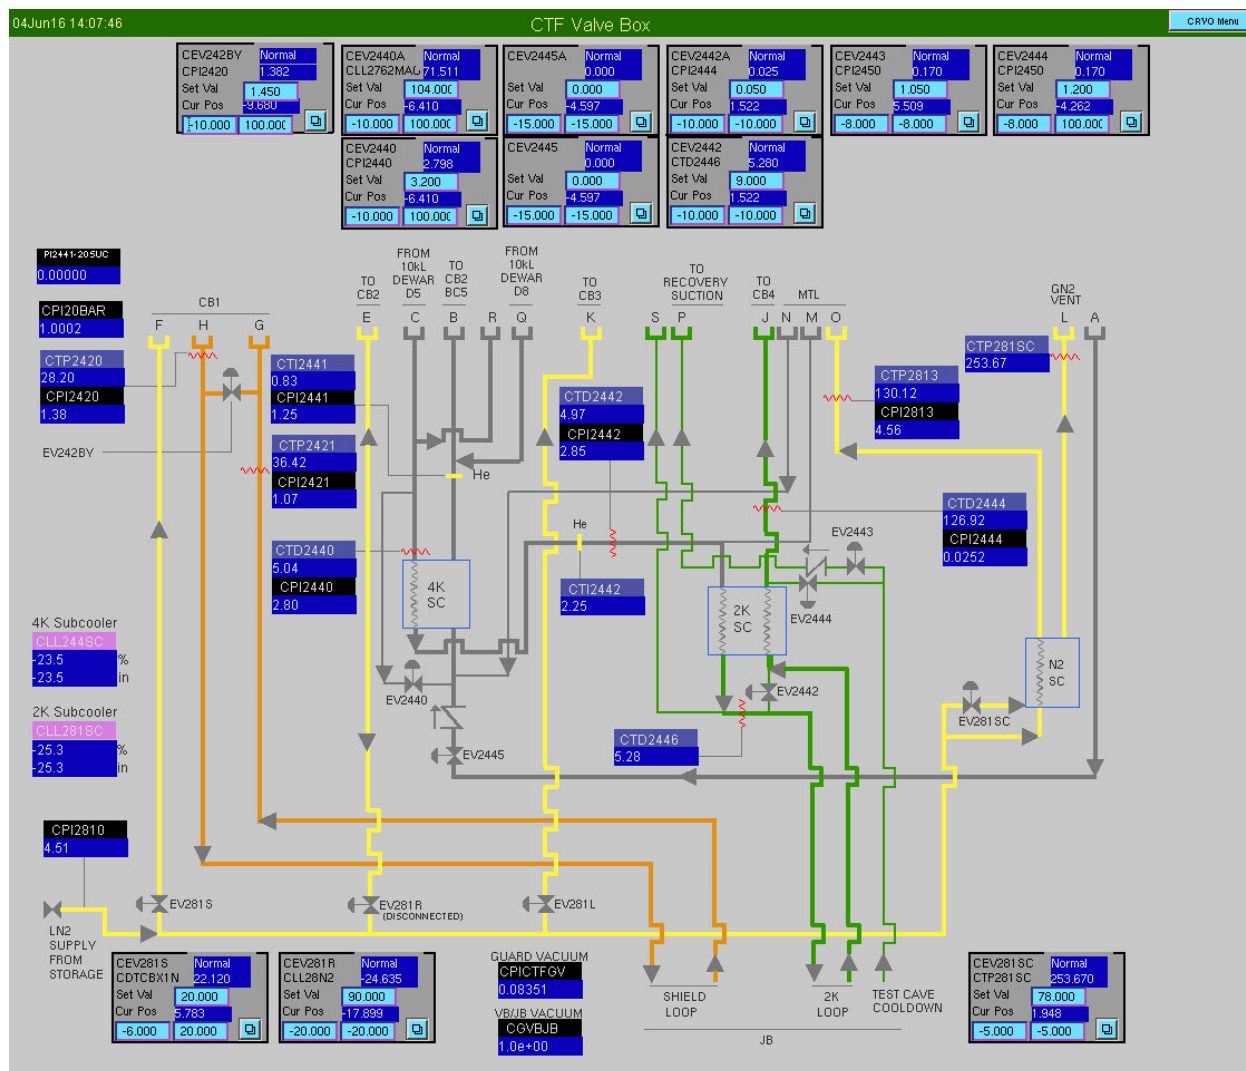 04Jun16 14:07:46
CTF Valve Box
CRYO Menu
CEV242BY Normal
CPI2420 1.382
Set Val 1.450
Cur Pos -9.680
-10.000 100.000
CEV2440A Normal
71.511
Set Val 104.000
Cur Pos -6.410
-10.000 100.000
CEV2445A Normal
0.000
Set Val 0.000
Cur Pos -4.597
-15.000 -15.000
CEV2442A Normal
CPI2444 0.025
Set Val 0.050
Cur Pos 1.522
-10.000 -10.000
CEV2443 Normal
CPI2450 0.170
Set Val 1.050
Cur Pos 5.509
-8.000 -8.000
CEV2444 Normal
CPI2450 0.170
Set Val 1.200
Cur Pos -4.262
-8.000 100.000
CEV2440 Normal
CPI2440 2.798
Set Val 3.200
Cur Pos -6.410
-10.000 100.000
CEV2445 Normal
0.000
Set Val 0.000
Cur Pos -4.597
-15.000 -15.000
CEV2442 Normal
CTD2446 5.280
Set Val 9.000
Cur Pos 1.522
-10.000 -10.000
PI2441-205UC
0.00000
CPI20BAR
1.0002
CB1
F H G
TO
CB2
E
FROM
10kL
DEWAR
D5
C
TO
CB2
BC5
B
R
FROM
10kL
DEWAR
D8
Q
TO
CB3
K
TO
RECOVERY
SUCTION
S P
TO
CB4
J
MTL
N M O
GN2
VENT
L
A
CTP2420
28.20
CPI2420
1.38
EV242BY
CTI2441
0.83
CPI2441
1.25
CTP2421
36.42
CPI2421
1.07
He
CTD2442
4.97
CPI2442
2.85
CTP281SC
253.67
CTP2813
130.12
CPI2813
4.56
CTD2444
126.92
CPI2444
0.0252
He
EV2443
CTD2440
5.04
CPI2440
2.80
4K
SC
CTI2442
2.25
2K
SC
EV2444
4K Subcooler
CLL244SC
-23.5 %
-23.5 in
2K Subcooler
CLL281SC
-25.3 %
-25.3 in
EV2440
EV2442
N2
SC
EV281SC
EV2445
CTD2446
5.28
CPI2810
4.51
EV281S
EV281R
(DISCONNECTED)
EV281L
LN2
SUPPLY
FROM
STORAGE
CEV281S Normal
CDTCBX1N 22.120
Set Val 20.000
Cur Pos 5.783
-6.000 20.000
CEV281R Normal
CLL28N2 -24.635
Set Val 90.000
Cur Pos -17.899
-20.000 -20.000
GUARD VACUUM
CPICTFGV
0.08351
VB/JB VACUUM
CGVBJB
1.0e+00
SHIELD
LOOP
2K
LOOP
TEST CAVE
COOLDOWN
JB
CEV281SC Normal
CTP281SC 253.670
Set Val 78.000
Cur Pos 1.948
-5.000 -5.000